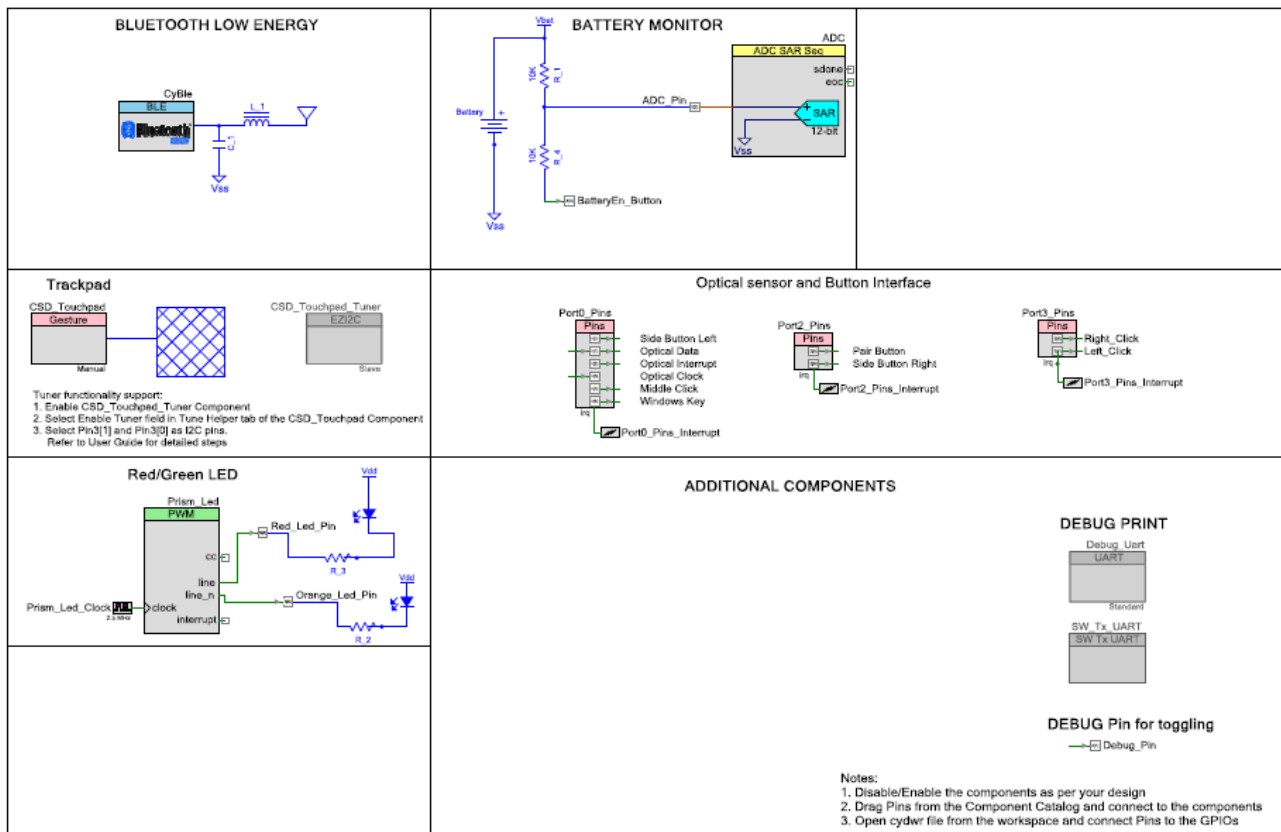 BLUETOOTH LOW ENERGY
CyBle
BLE
Bluetooth
L_1
C_1
Vss
BATTERY MONITOR
Vbat
10K
R_1
Battery
+
10K
R_4
Vss
ADC_Pin
BatteryEn_Button
ADC
ADC SAR Seq
sdone
eoc
+
SAR
-
12-bit
Vss
Trackpad
CSD_Touchpad
Gesture
Manual
CSD_Touchpad_Tuner
EZI2C
Slave
Tuner functionality support:
1. Enable CSD_Touchped_Tuner Component
2. Select Enable Tuner field in Tune Helper tab of the CSD_Touchpad Component
3. Select Pin3[1] and Pin3[0] as I2C pins.
Refer to User Guide for detailed steps
Optical sensor and Button Interface
Port0_Pins
Pins
Side Button Left
Optical Data
Optical Interrupt
Optical Clock
Middle Click
Windows Key
irq
Port0_Pins_Interrupt
Port2_Pins
Pins
Pair Button
Side Button Right
irq
Port2_Pins_Interrupt
Port3_Pins
Pins
Right_Click
Left_Click
irq
Port3_Pins_Interrupt
Red/Green LED
Prism_Led
PWM
cc
line
line_n
clock
interrupt
Prism_Led_Clock
2.5 MHz
Red_Led_Pin
R_3
Vdd
Orange_Led_Pin
R_2
Vdd
ADDITIONAL COMPONENTS
DEBUG PRINT
Debug_Uart
UART
Standard
SW_Tx_UART
SW Tx UART
DEBUG Pin for toggling
Debug_Pin
Notes:
1. Disable/Enable the components as per your design
2. Drag Pins from the Component Catalog and connect to the components
3. Open cydwr file from the workspace and connect Pins to the GPIOs